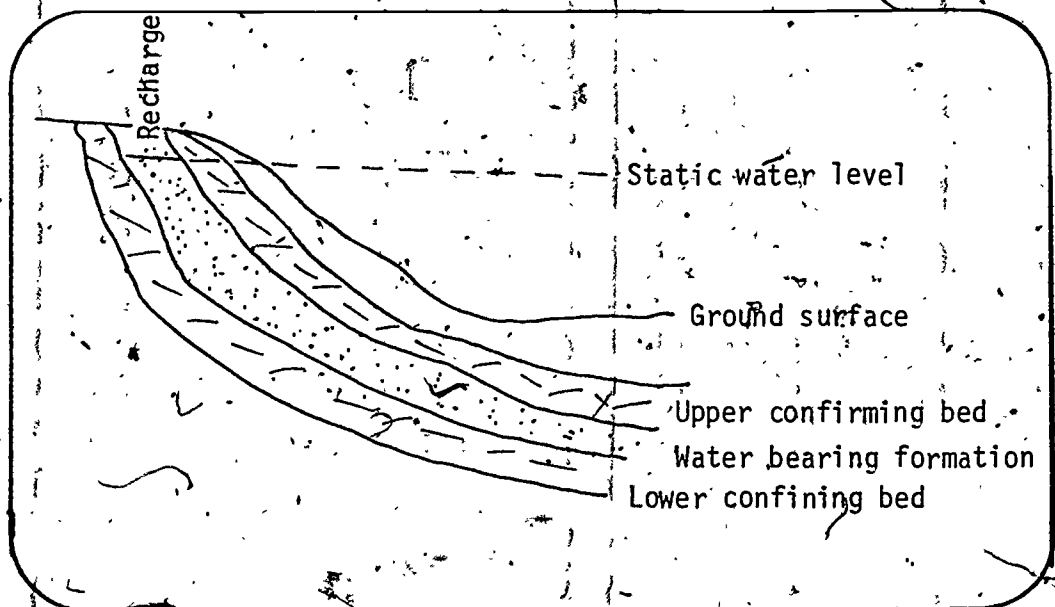 Recharge
Static water level
Ground surface
Upper confirming bed
Water bearing formation
Lower confining bed